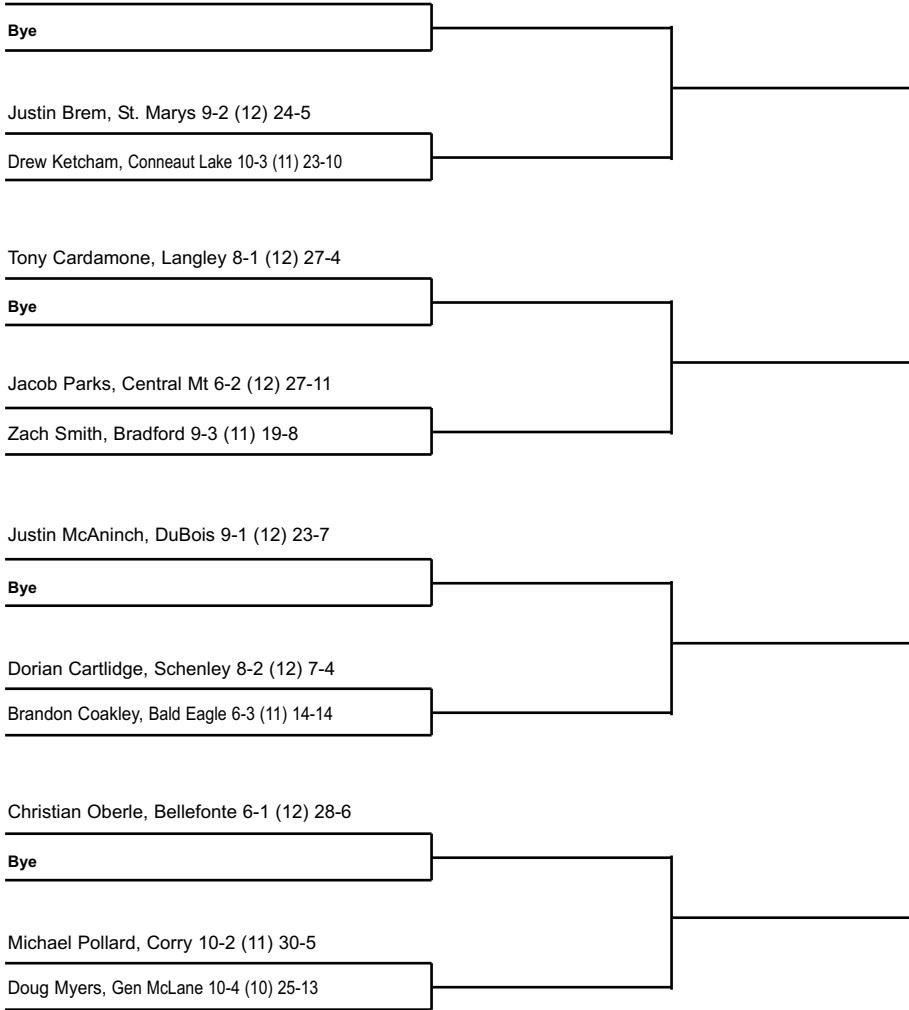 Bye
Justin Brem, St. Marys 9-2 (12) 24-5
Drew Ketcham, Conneaut Lake 10-3 (11) 23-10
Tony Cardamone, Langley 8-1 (12) 27-4
Bye
Jacob Parks, Central Mt 6-2 (12) 27-11
Zach Smith, Bradford 9-3 (11) 19-8
Justin McAninch, DuBois 9-1 (12) 23-7
Bye
Dorian Cartlidge, Schenley 8-2 (12) 7-4
Brandon Coakley, Bald Eagle 6-3 (11) 14-14
Christian Oberle, Bellefonte 6-1 (12) 28-6
Bye
Michael Pollard, Corry 10-2 (11) 30-5
Doug Myers, Gen McLane 10-4 (10) 25-13